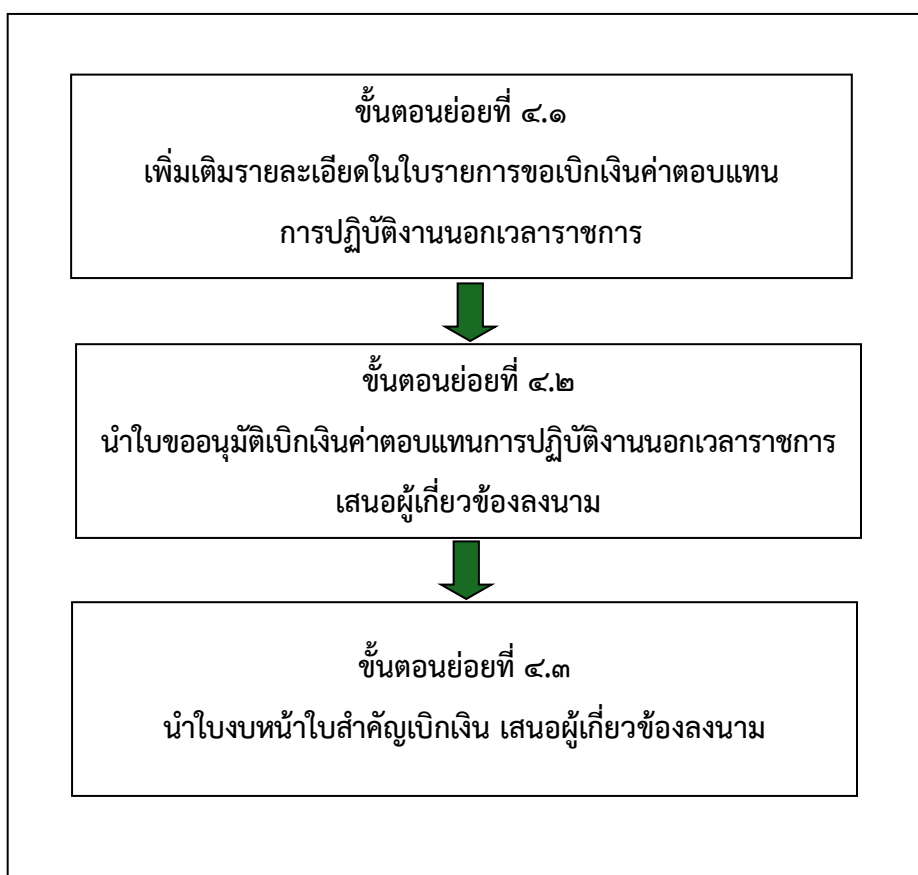 ขั้นตอนย่อยที่ ๔.๑
เพิ่มเติมรายละเอียดในใบรายการขอเบิกเงินค่าตอบแทน
การปฏิบัติงานนอกเวลาราชการ
ขั้นตอนย่อยที่ ๔.๒
นำใบขออนุมัติเบิกเงินค่าตอบแทนการปฏิบัติงานนอกเวลาราชการ
เสนอผู้เกี่ยวข้องลงนาม
ขั้นตอนย่อยที่ ๔.๓
นำใบงบหน้าใบสำคัญเบิกเงิน เสนอผู้เกี่ยวข้องลงนาม